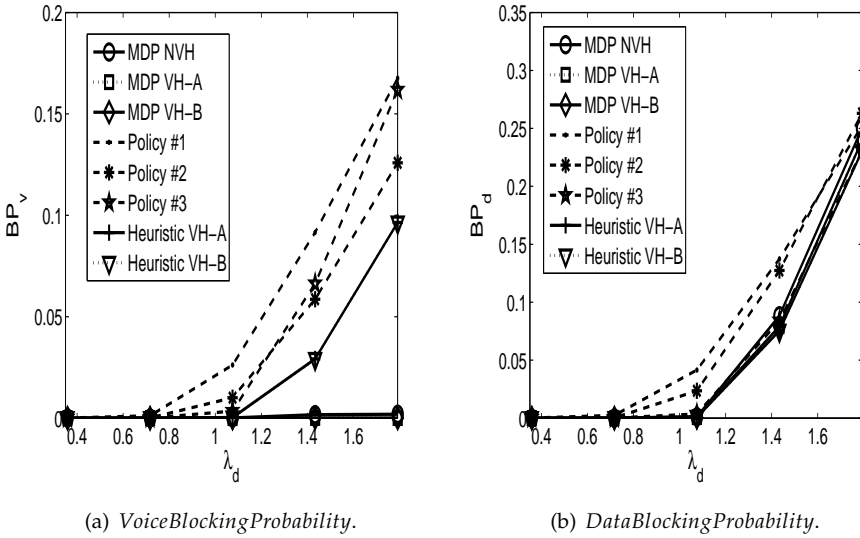 0.2
0.15
0.1
0.05
0
0.4 0.6 0.8 1 1.2 1.4 1.6
BP_v
λ_d
MDP NVH
MDP VH−A
MDP VH−B
Policy #1
Policy #2
Policy #3
Heuristic VH−A
Heuristic VH−B
(a) VoiceBlockingProbability.
0.35
0.3
0.25
0.2
0.15
0.1
0.05
0
0.4 0.6 0.8 1 1.2 1.4 1.6
BP_d
λ_d
MDP NVH
MDP VH−A
MDP VH−B
Policy #1
Policy #2
Policy #3
Heuristic VH−A
Heuristic VH−B
(b) DataBlockingProbability.